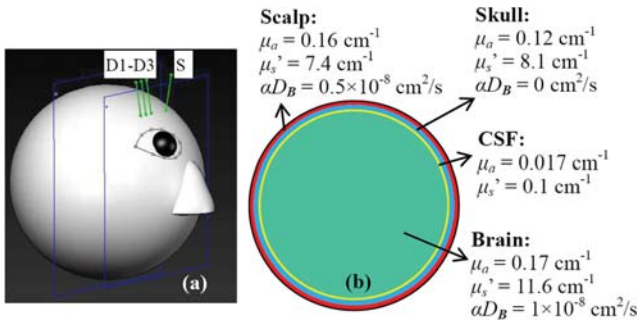 D1-D3 S
(a)
Scalp:
μa = 0.16 cm⁻¹
μs' = 7.4 cm⁻¹
αDB = 0.5×10⁻⁸ cm²/s
Skull:
μa = 0.12 cm⁻¹
μs' = 8.1 cm⁻¹
αDB = 0 cm²/s
CSF:
μa = 0.017 cm⁻¹
μs' = 0.1 cm⁻¹
Brain:
μa = 0.17 cm⁻¹
μs' = 11.6 cm⁻¹
αDB = 1×10⁻⁸ cm²/s
(b)